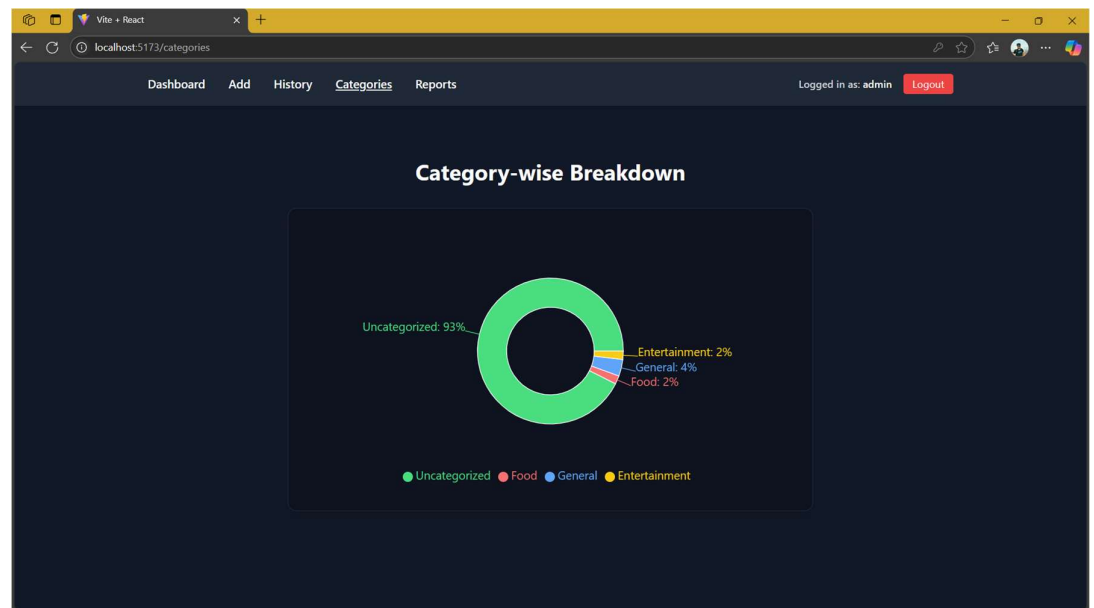 Vite + React
localhost:5173/categories
Dashboard Add History Categories Reports Logged in as: admin Logout
Category-wise Breakdown
Uncategorized: 93%
Entertainment: 2%
General: 4%
Food: 2%
Uncategorized Food General Entertainment